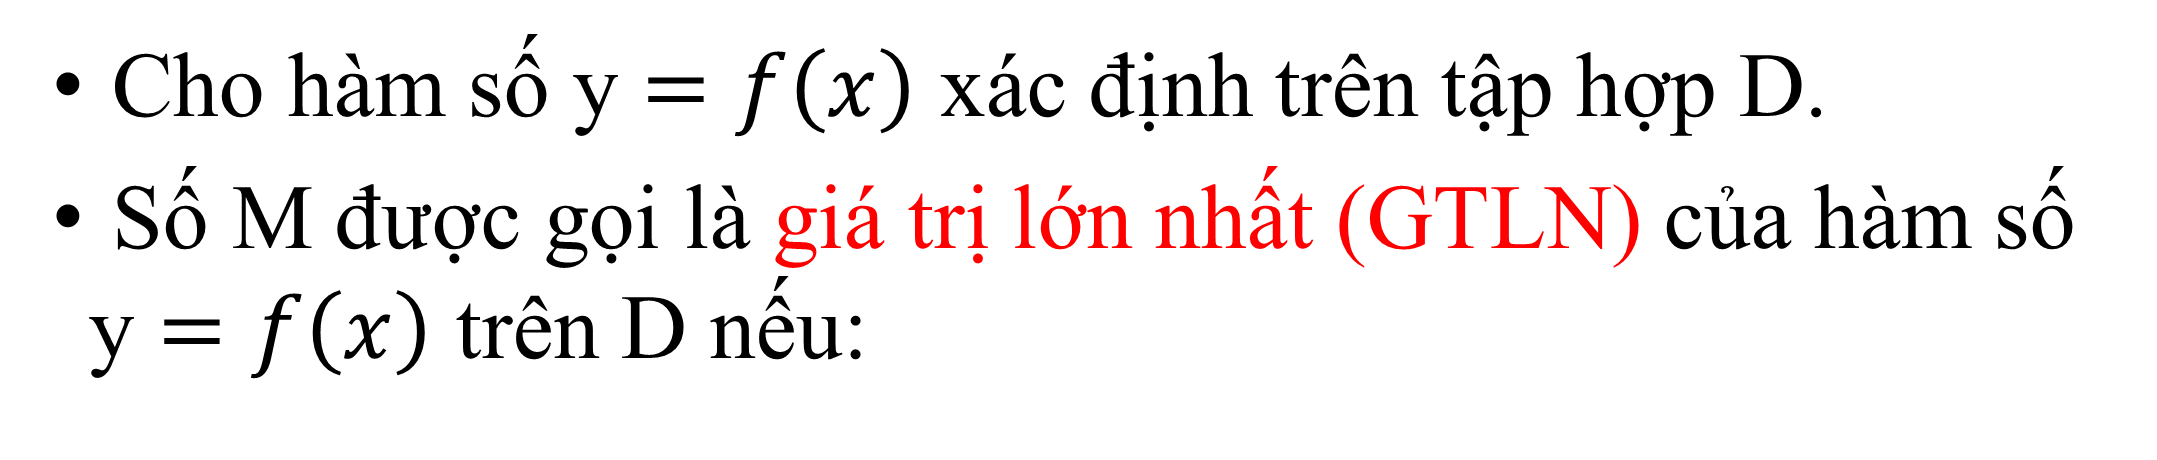 • Cho hàm số y = f(x) xác định trên tập hợp D.
• Số M được gọi là giá trị lớn nhất (GTLN) của hàm số
y = f(x) trên D nếu: